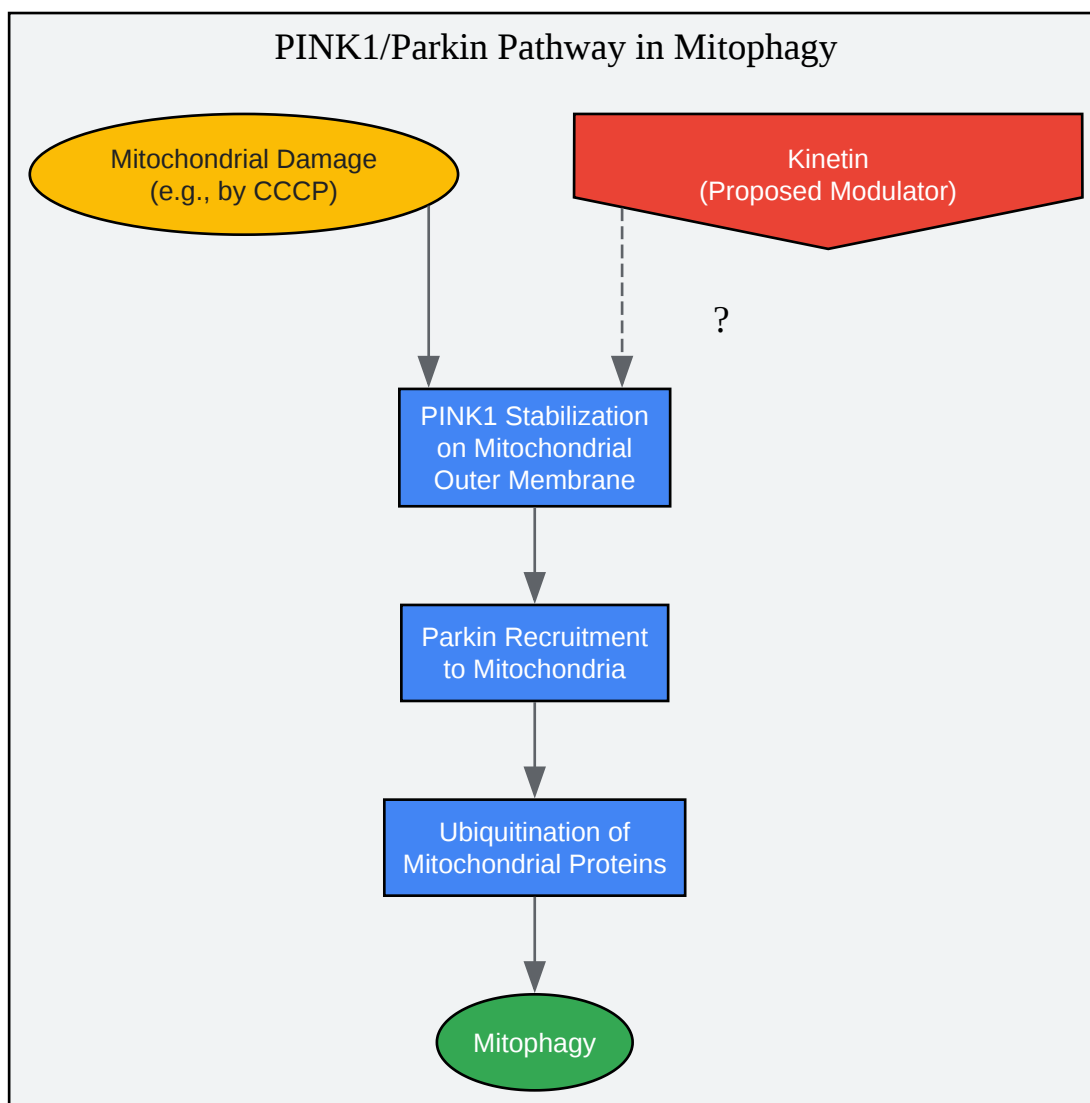 PINK1/Parkin Pathway in Mitophagy
Mitochondrial Damage
(e.g., by CCCP)
Kinetin
(Proposed Modulator)
?
PINK1 Stabilization
on Mitochondrial
Outer Membrane
Parkin Recruitment
to Mitochondria
Ubiquitination of
Mitochondrial Proteins
Mitophagy